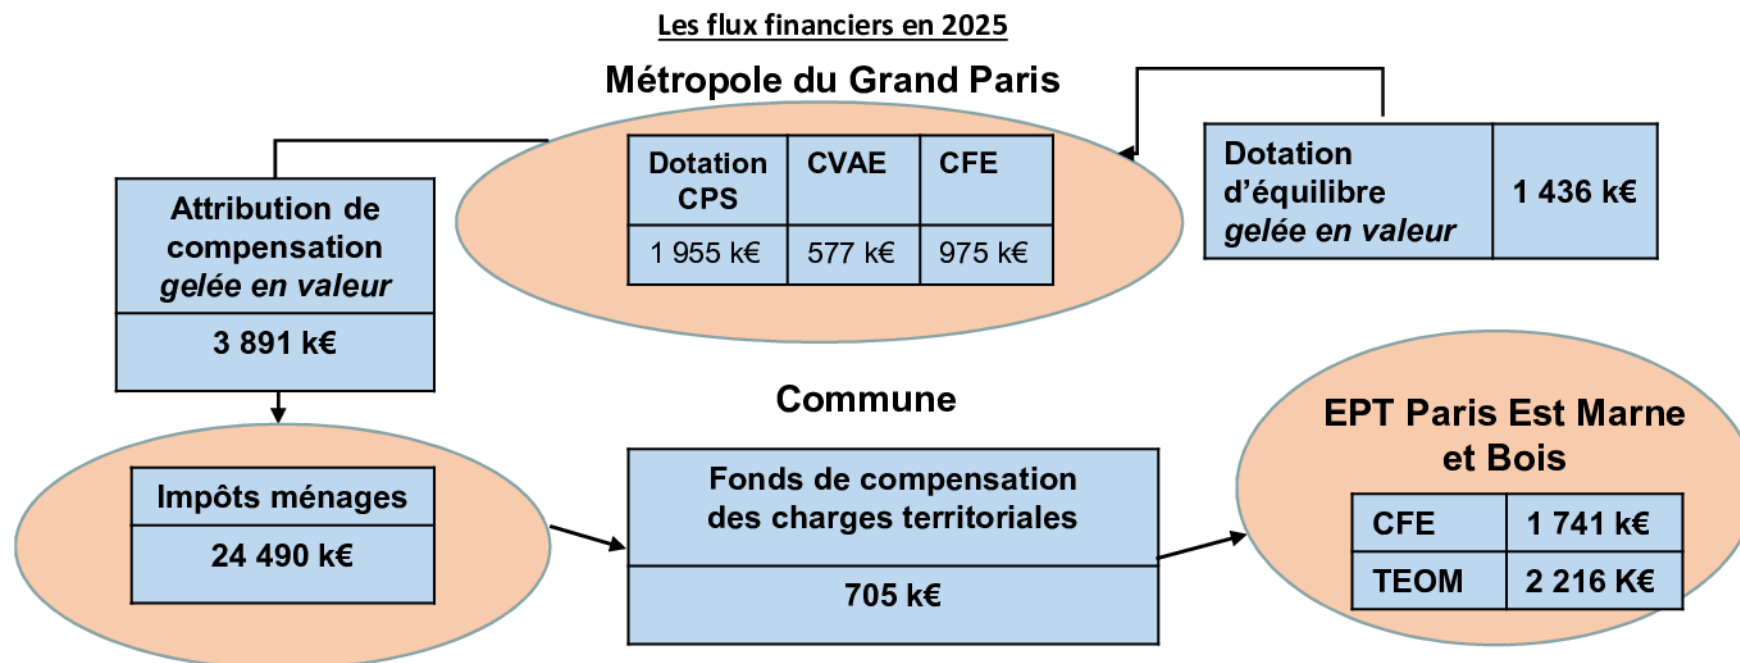 Les flux financiers en 2025
Métropole du Grand Paris
Dotation CPS
CVAE
CFE
1 955 k€
577 k€
975 k€
Dotation
d'équilibre
gelée en valeur
1 436 k€
Attribution de
compensation
gelée en valeur
3 891 k€
Commune
Impôts ménages
24 490 k€
Fonds de compensation
des charges territoriales
705 k€
EPT Paris Est Marne
et Bois
CFE
1 741 k€
TEOM
2 216 K€